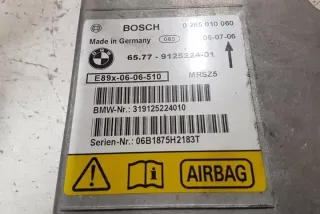 BOSCH 0 285 010 060
Made in Germany 085 06-07-06
65.77 - 9125224-01
E89x-06-06-510 MRSZ5
BMW-Nr.: 319125224010
Serien-Nr.: 06B1875H2183T
AIRBAG